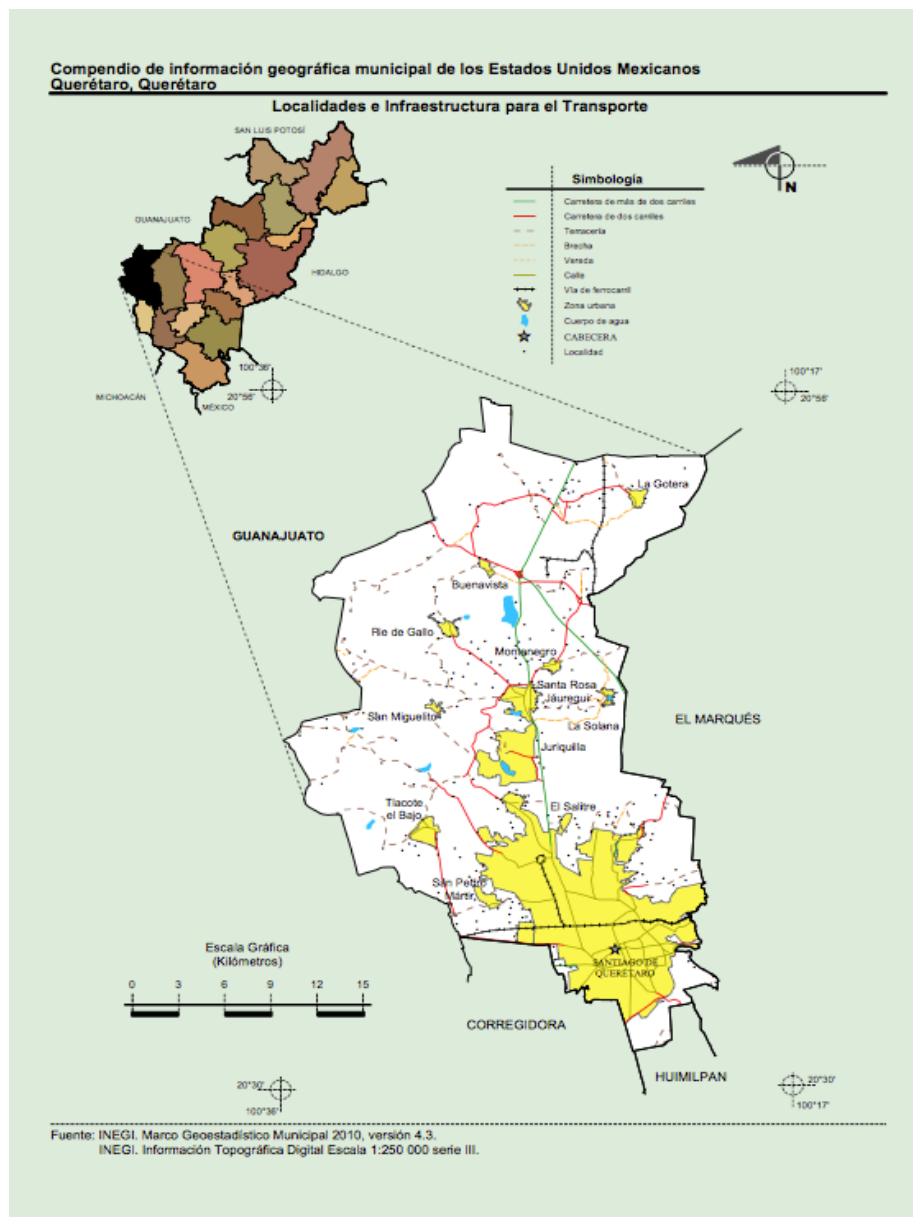 Compendio de información geográfica municipal de los Estados Unidos Mexicanos
Querétaro, Querétaro
Localidades e Infraestructura para el Transporte
SAN LUIS POTOSÍ
GUANAJUATO
HIDALGO
MICHOACÁN
MÉXICO
N
Simbología
Carretera de más de dos carriles
Carretera de dos carriles
Terracería
Brecha
Vereda
Calle
Vía de ferrocarril
Zona urbana
Cuerpo de agua
CABECERA
Localidad
100°36'
20°56'
100°17'
20°56'
GUANAJUATO
La Gotera
Buenavista
Rie de Gallo
Montenegro
Santa Rosa
Jáuregui
San Miguelito
La Solana
EL MARQUÉS
Juriquilla
Tlacote
el Bajo
El Salitre
San Pedro
Mártir
SANTIAGO DE
QUERÉTARO
Escala Gráfica
(Kilómetros)
0 3 6 9 12 15
CORREGIDORA
HUIMILPAN
20°30'
100°36'
20°30'
100°17'
Fuente: INEGI. Marco Geoestadístico Municipal 2010, versión 4.3.
INEGI. Información Topográfica Digital Escala 1:250 000 serie III.